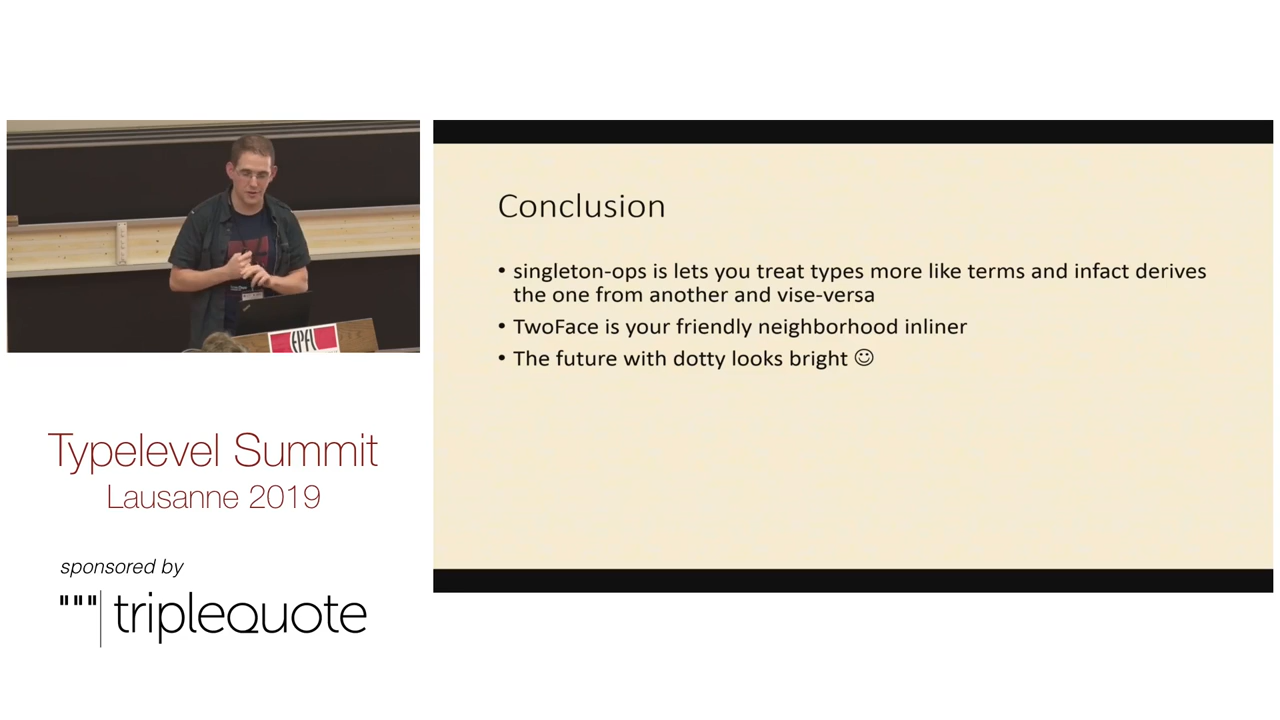 EPFL
Typelevel Summit
Lausanne 2019
sponsored by
"""|triplequote
Conclusion
• singleton-ops is lets you treat types more like terms and infact derives
the one from another and vise-versa
• TwoFace is your friendly neighborhood inliner
• The future with dotty looks bright ☺